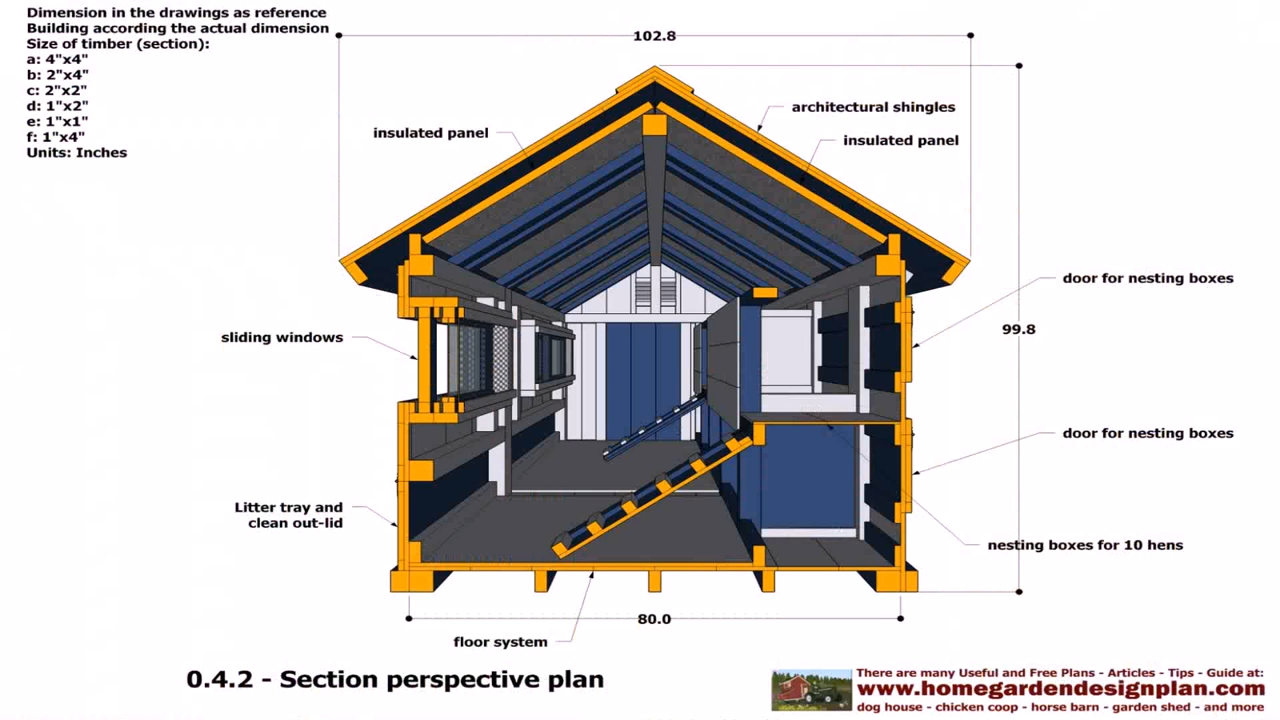 Dimension in the drawings as reference
Building according the actual dimension
Size of timber (section):
a: 4"x4"
b: 2"x4"
c: 2"x2"
d: 1"x2"
e: 1"x1"
f: 1"x4"
Units: Inches
102.8
architectural shingles
insulated panel
insulated panel
door for nesting boxes
99.8
sliding windows
door for nesting boxes
Litter tray and
clean out-lid
nesting boxes for 10 hens
80.0
floor system
0.4.2 - Section perspective plan
There are many Useful and Free Plans - Articles - Tips - Guide at:
www.homegardendesignplan.com
dog house - chicken coop - horse barn - garden shed - and more